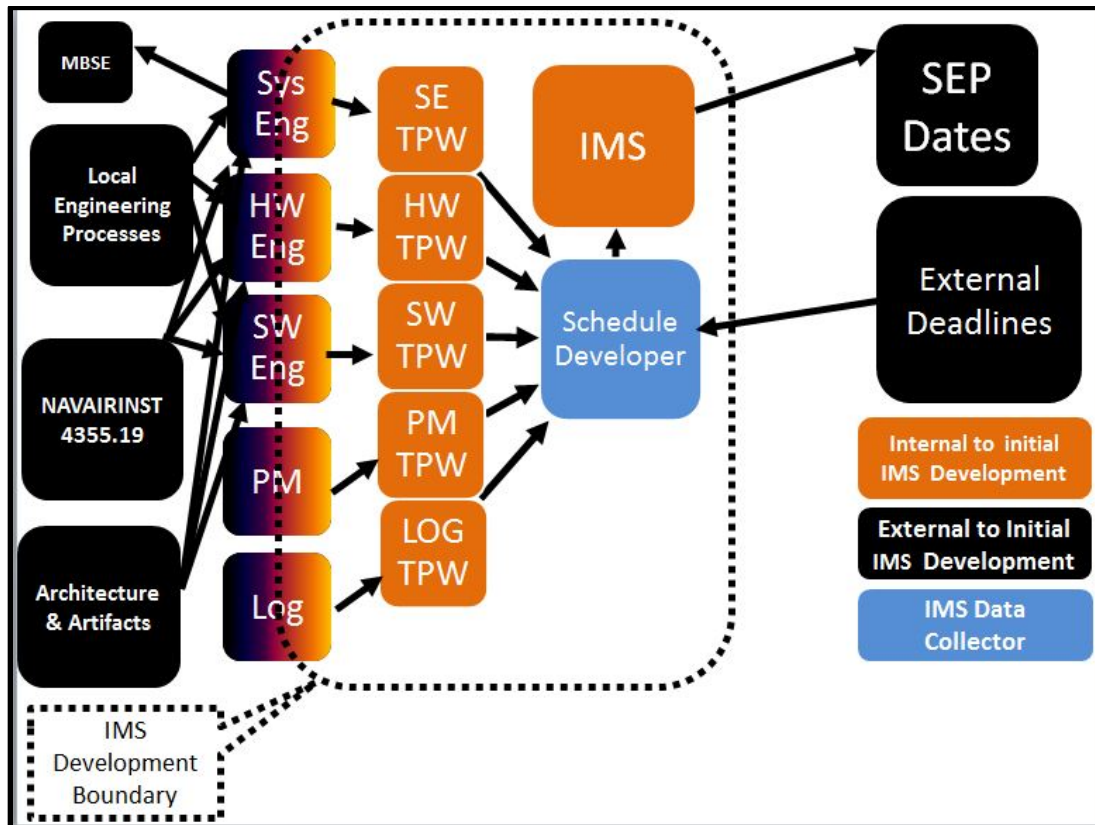 MBSE
Local
Engineering
Processes
NAVAIRINST
4355.19
Architecture
& Artifacts
IMS
Development
Boundary
Sys
Eng
HW
Eng
SW
Eng
PM
Log
SE
TPW
HW
TPW
SW
TPW
PM
TPW
LOG
TPW
IMS
Schedule
Developer
SEP
Dates
External
Deadlines
Internal to initial
IMS Development
External to Initial
IMS Development
IMS Data
Collector